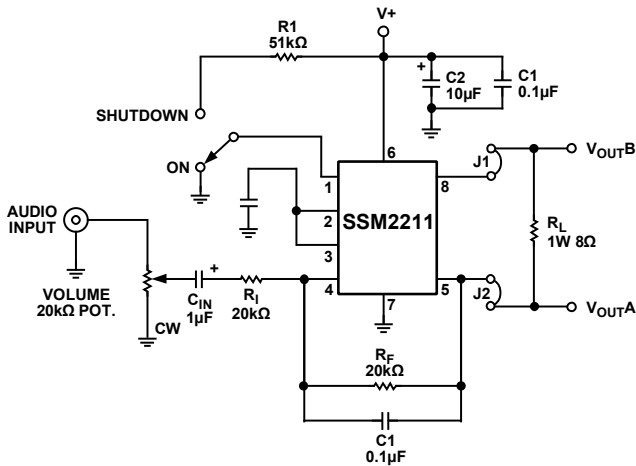 V+
R1
51kΩ
+
C2
10µF
C1
0.1µF
SHUTDOWN
ON
6
1
8
J1
VOUTB
SSM2211
2
3
AUDIO
INPUT
RL
1W 8Ω
4
5
7
J2
VOUTA
VOLUME
20kΩ POT.
CW
+
CIN
1µF
RI
20kΩ
RF
20kΩ
C1
0.1µF